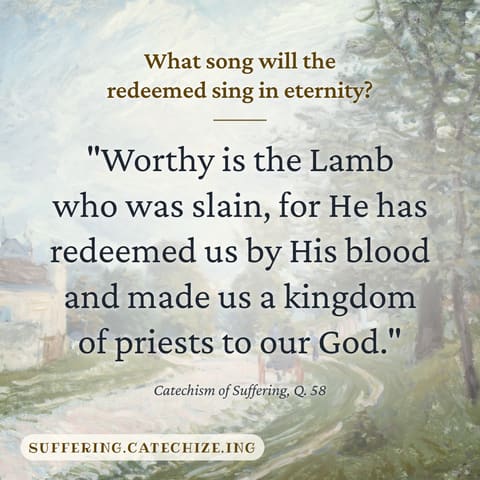 What song will the
redeemed sing in eternity?
"Worthy is the Lamb
who was slain, for He has
redeemed us by His blood
and made us a kingdom
of priests to our God."
Catechism of Suffering, Q. 58
SUFFERING.CATECHIZE.ING